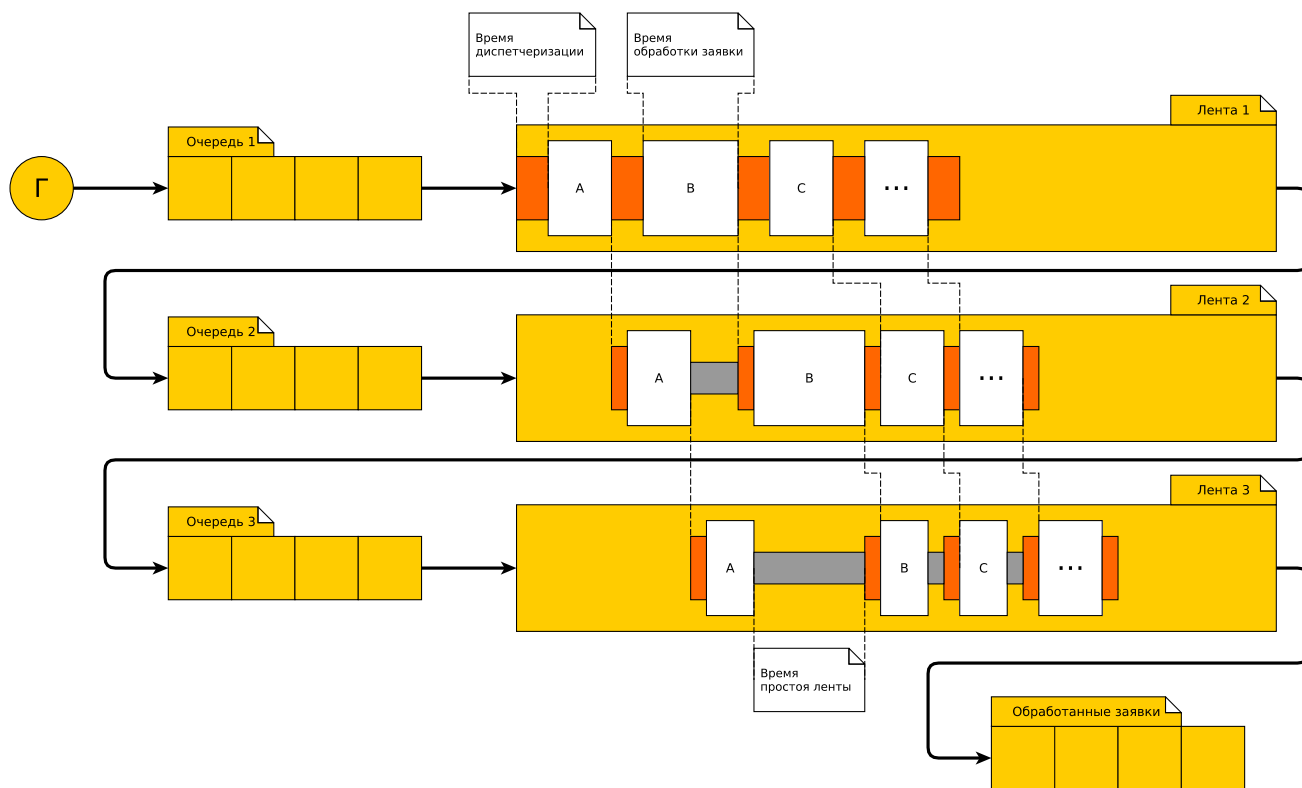 Время
диспетчеризации
Время
обработки заявки
Лента 1
Очередь 1
Г
A
B
C
...
Лента 2
Очередь 2
A
B
C
...
Лента 3
Очередь 3
A
B
C
...
Время
простоя ленты
Обработанные заявки